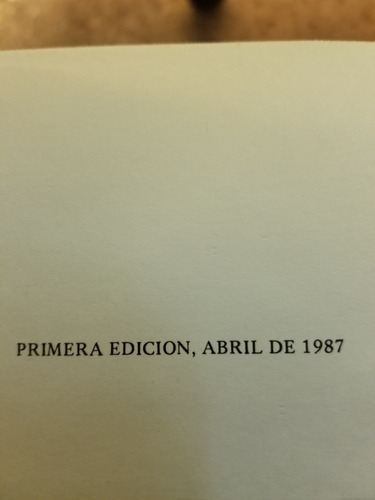 PRIMERA EDICION, ABRIL DE 1987